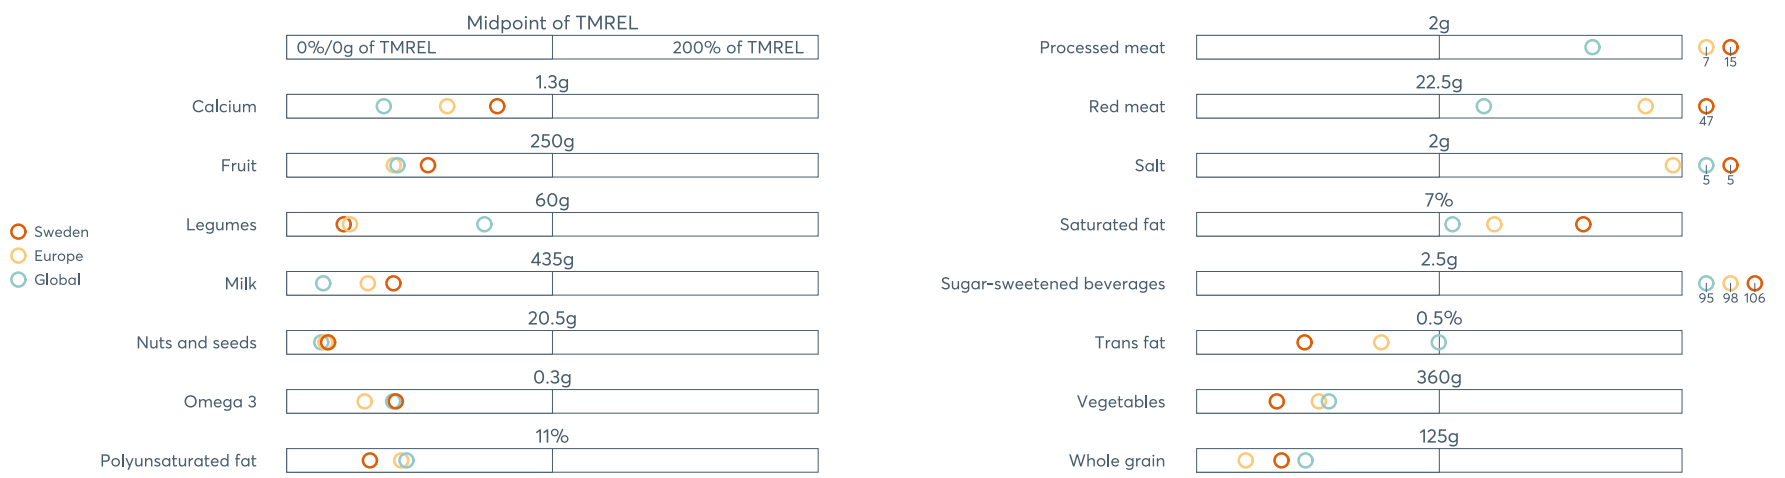 Midpoint of TMREL
0%/0g of TMREL 200% of TMREL
1.3g
Calcium
250g
Fruit
60g
Legumes
435g
Milk
20.5g
Nuts and seeds
0.3g
Omega 3
11%
Polyunsaturated fat
Sweden
Europe
Global
2g
Processed meat
7 15
22.5g
Red meat
47
2g
Salt
5 5
7%
Saturated fat
2.5g
Sugar-sweetened beverages
95 98 106
0.5%
Trans fat
360g
Vegetables
125g
Whole grain